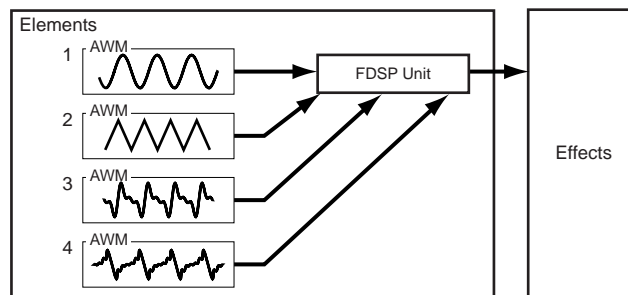 Elements
1 AWM
FDSP Unit
2 AWM
3 AWM
4 AWM
Effects